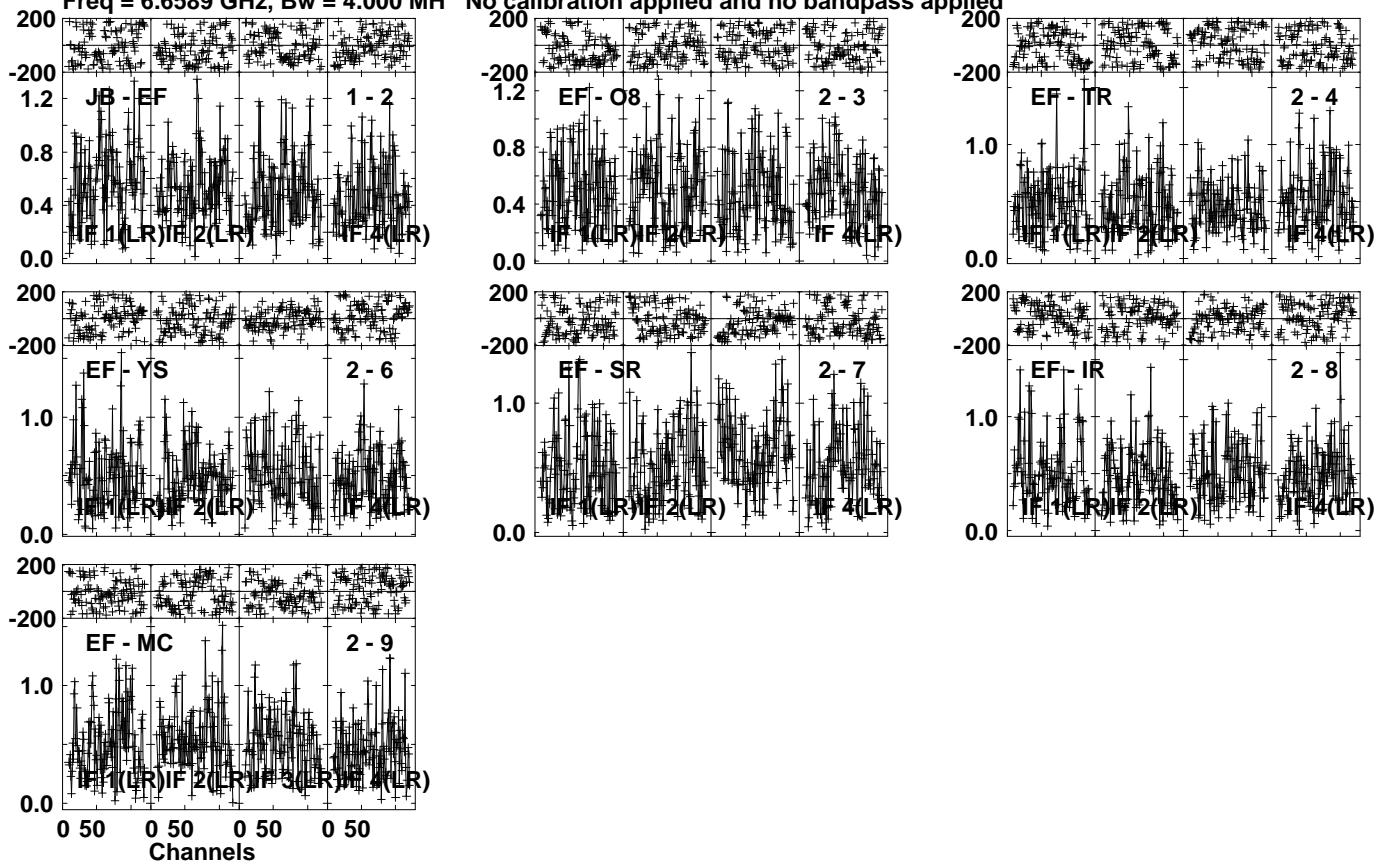 Freq = 6.6589 GHz, Bw = 4.000 MH No calibration applied and no bandpass applied
200 200 200
-200 -200 -200
JB - EF 1 - 2 EF - O8 2 - 3 EF - TR 2 - 4
1.2 1.2
0.8 0.8 1.0
0.4 0.4
IF 1(LR) IF 2(LR) IF 4(LR) IF 1(LR) IF 2(LR) IF 4(LR) IF 1(LR) IF 2(LR) IF 4(LR)
0.0 0.0 0.0
200 200 200
-200 -200 -200
EF - YS 2 - 6 EF - SR 2 - 7 EF - IR 2 - 8
1.0 1.0 1.0
IF 1(LR) IF 2(LR) IF 4(LR) IF 1(LR) IF 2(LR) IF 4(LR) IF 1(LR) IF 2(LR) IF 4(LR)
0.0 0.0 0.0
200
-200
EF - MC 2 - 9
1.0
IF 1(LR) IF 2(LR) IF 3(LR) IF 4(LR)
0.0
0 50 0 50 0 50 0 50
Channels